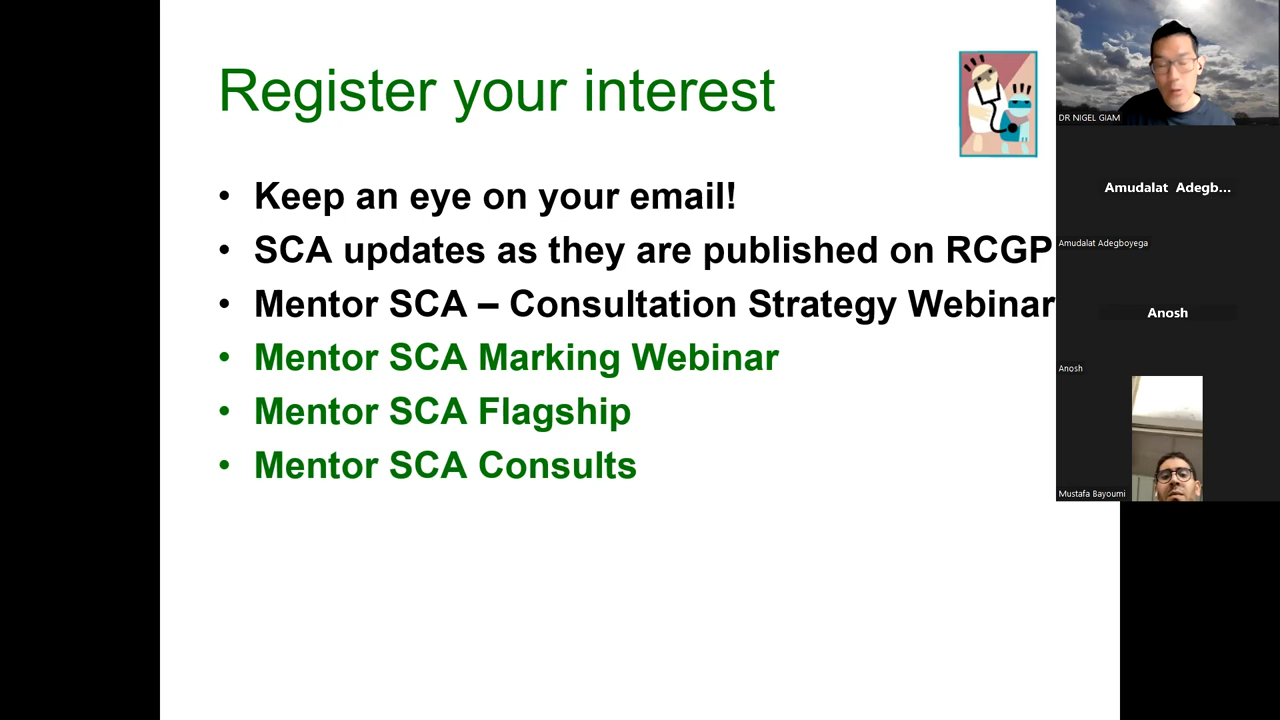 Register your interest
• Keep an eye on your email!
• SCA updates as they are published on RCGP
• Mentor SCA – Consultation Strategy Webinar
• Mentor SCA Marking Webinar
• Mentor SCA Flagship
• Mentor SCA Consults
DR NIGEL GIAM
Amudalat Adegb...
Amudalat Adegboyega
Anosh
Anosh
Mustafa Bayoumi